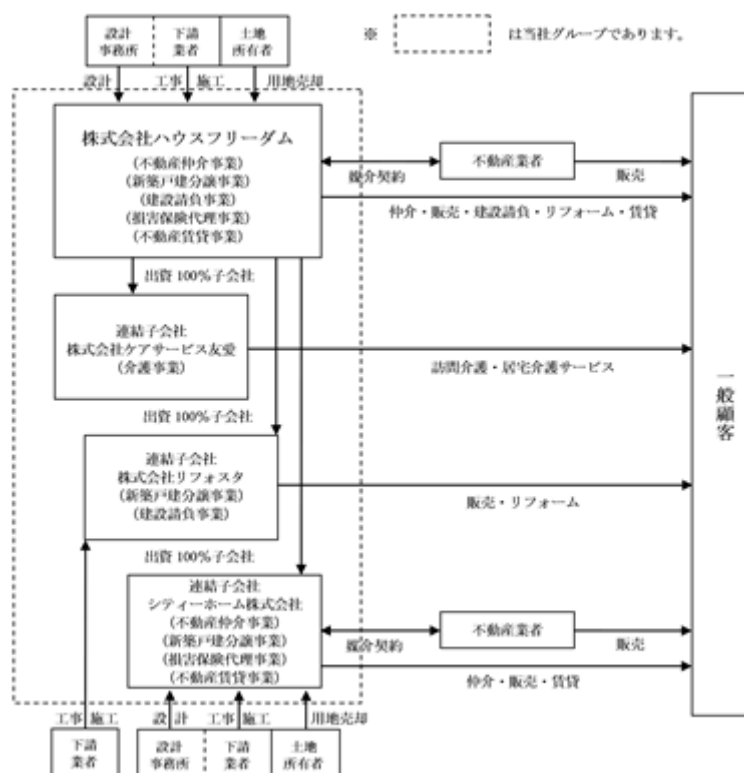 設計
事務所
下請
業者
土地
所有者
※
は当社グループであります。
設計
工事 施工
用地売却
株式会社ハウスフリーダム
(不動産仲介事業)
(新築戸建分譲事業)
(建設請負事業)
(損害保険代理事業)
(不動産賃貸事業)
媒介契約
不動産業者
販売
仲介・販売・建設請負・リフォーム・賃貸
出資 100%子会社
連結子会社
株式会社ケアサービス友愛
(介護事業)
訪問介護・居宅介護サービス
一般顧客
出資 100%子会社
連結子会社
株式会社リフォスタ
(新築戸建分譲事業)
(建設請負事業)
販売・リフォーム
出資 100%子会社
連結子会社
シティーホーム株式会社
(不動産仲介事業)
(新築戸建分譲事業)
(損害保険代理事業)
(不動産賃貸事業)
媒介契約
不動産業者
販売
仲介・販売・賃貸
工事 施工
設 計
工事 施工
用地売却
下請
業者
設計
事務所
下請
業者
土地
所有者